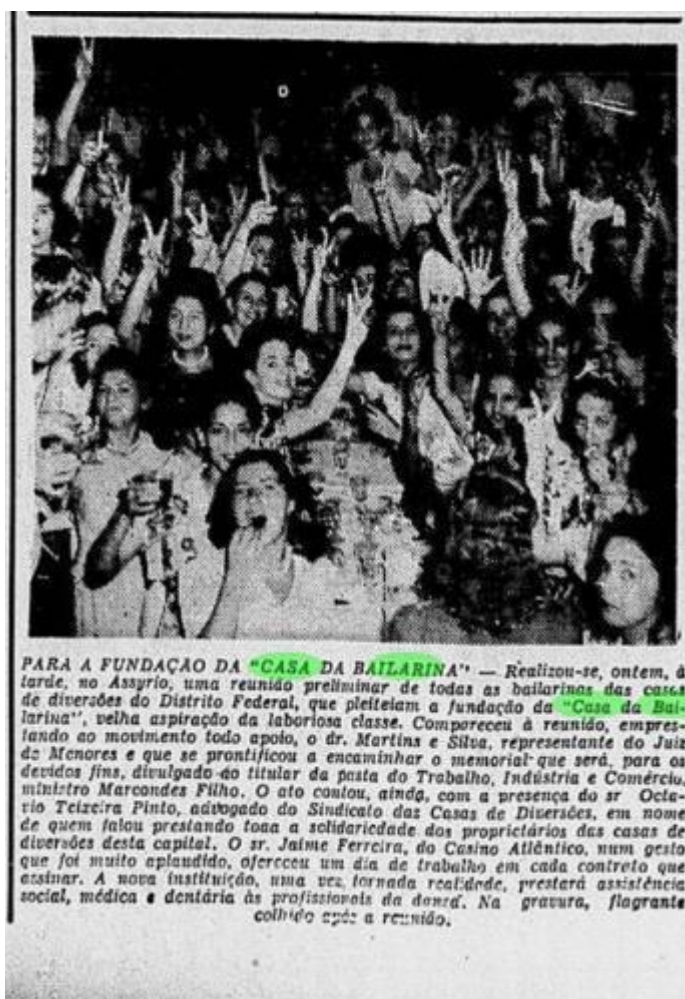 PARA A FUNDAÇÃO DA "CASA DA BAILARINA" — Realizou-se, ontem, à
tarde, no Assyrio, uma reunião preliminar de todas as bailarinas das casas
de diversões do Distrito Federal, que pleiteiam a fundação da "Casa da Bai-
larina", velha aspiração da laboriosa classe. Compareceu à reunião, empres-
tando ao movimento todo apoio, o dr. Martins e Silva, representante do Juiz
de Menores e que se prontificou a encaminhar o memorial que será, para os
devidos fins, divulgado ao titular da pasta do Trabalho, Indústria e Comércio,
ministro Marcondes Filho. O ato contou, ainda, com a presença do sr Octa-
vio Teixeira Pinto, advogado do Sindicato das Casas de Diversões, em nome
de quem falou prestando toda a solidariedade dos proprietários das casas de
diversões desta capital. O sr. Jaime Ferreira, do Casino Atlântico, num gesto
que foi muito aplaudido, ofereceu um dia de trabalho em cada contrato que
assinar. A nova instituição, uma vez tornada realidade, prestará assistência
social, médica e dentária às profissionais da dansa. Na gravura, flagrante
colhido após a reunião.